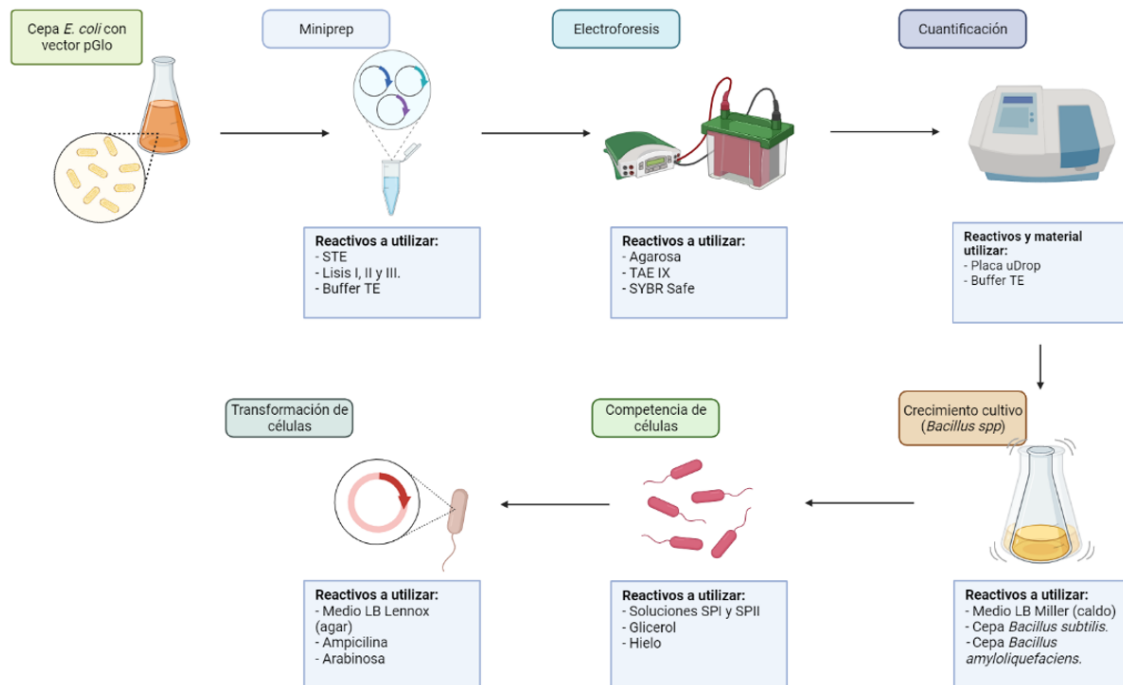 Cepa E. coli con
vector pGlo
Miniprep
Electroforesis
Cuantificación
Reactivos a utilizar:
- STE
- Lisis I, II y III.
- Buffer TE
Reactivos a utilizar:
- Agarosa
- TAE IX
- SYBR Safe
Reactivos y material
utilizar:
- Placa uDrop
- Buffer TE
Transformación de
células
Competencia de
células
Crecimiento cultivo
(Bacillus spp)
Reactivos a utilizar:
- Medio LB Lennox
(agar)
- Ampicilina
- Arabinosa
Reactivos a utilizar:
- Soluciones SPI y SPII
- Glicerol
- Hielo
Reactivos a utilizar:
- Medio LB Miller (caldo)
- Cepa Bacillus subtilis.
- Cepa Bacillus
amyloliquefaciens.